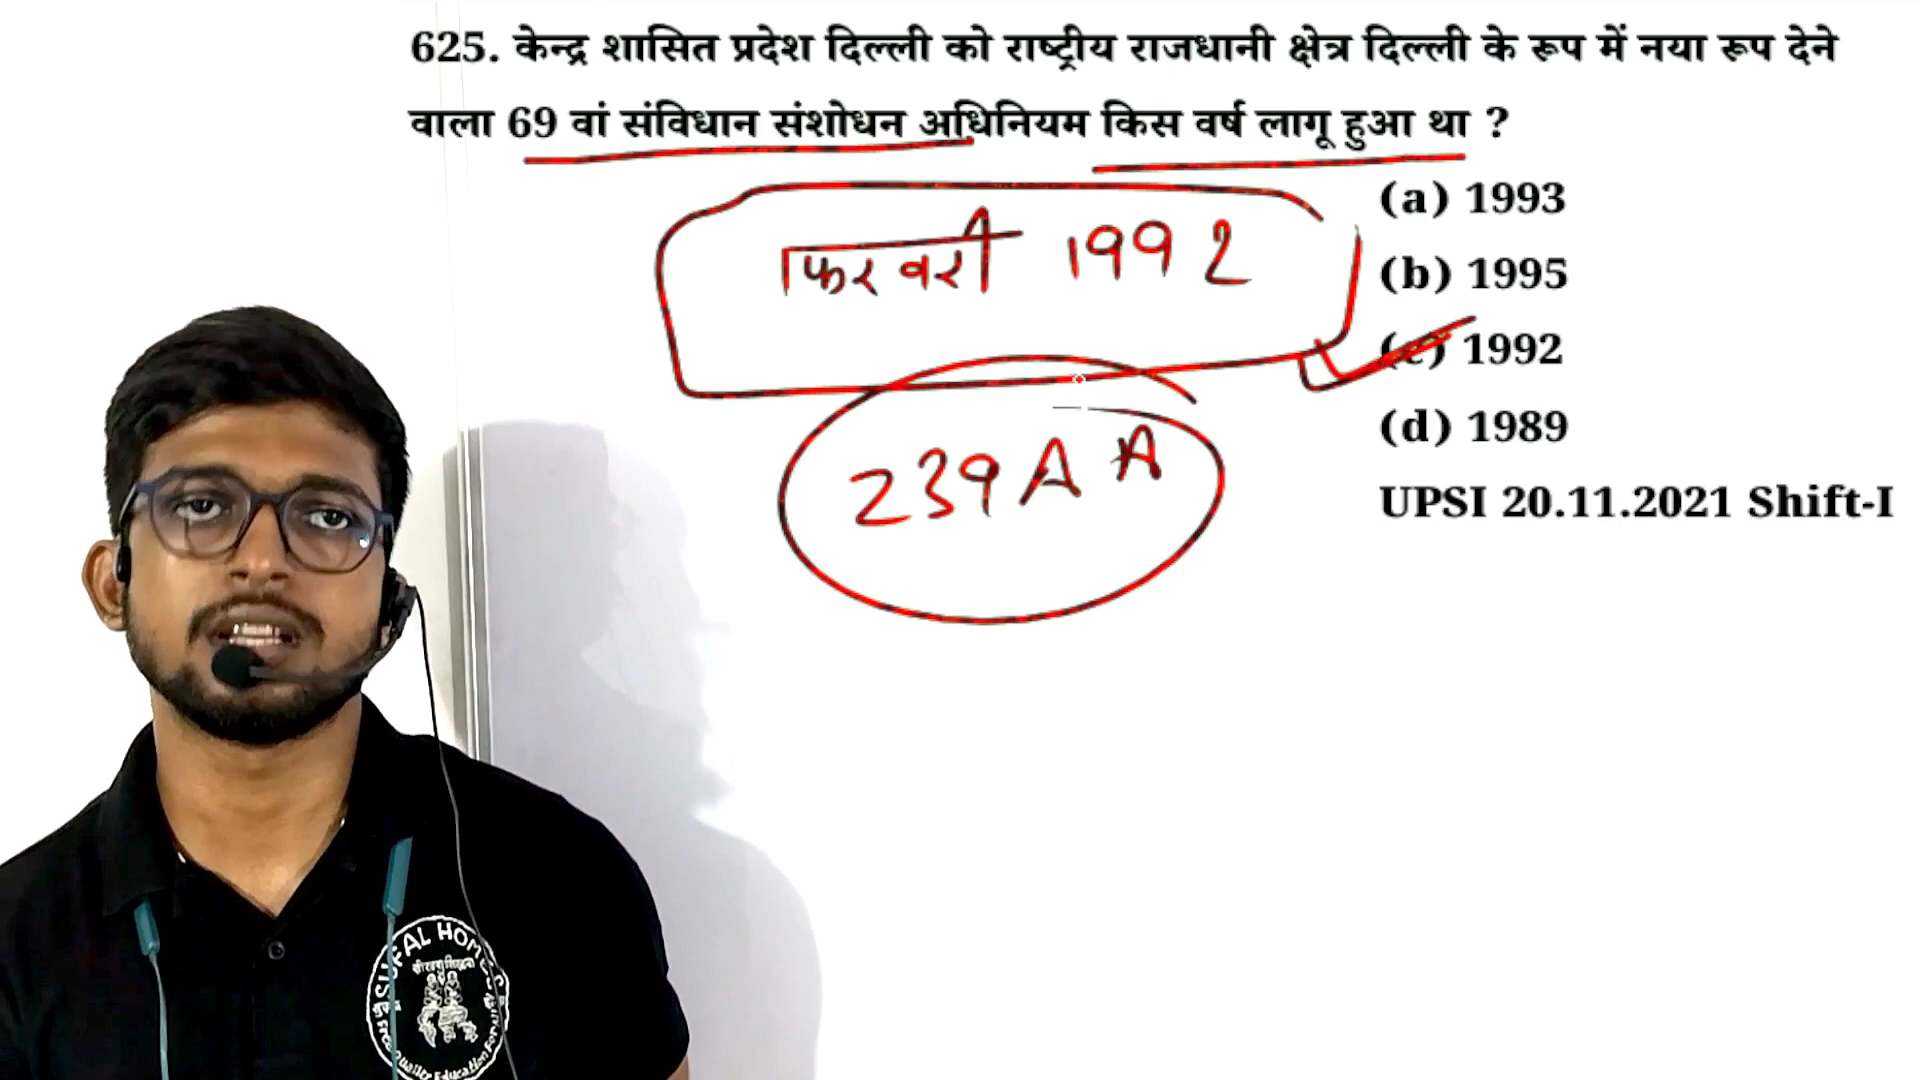 625. केन्द्र शासित प्रदेश दिल्ली को राष्ट्रीय राजधानी क्षेत्र दिल्ली के रूप में नया रूप देने
वाला 69 वां संविधान संशोधन अधिनियम किस वर्ष लागू हुआ था ?
(a) 1993
फरवरी 1992
(b) 1995
(c) 1992
(d) 1989
239 A A
UPSI 20.11.2021 Shift-I